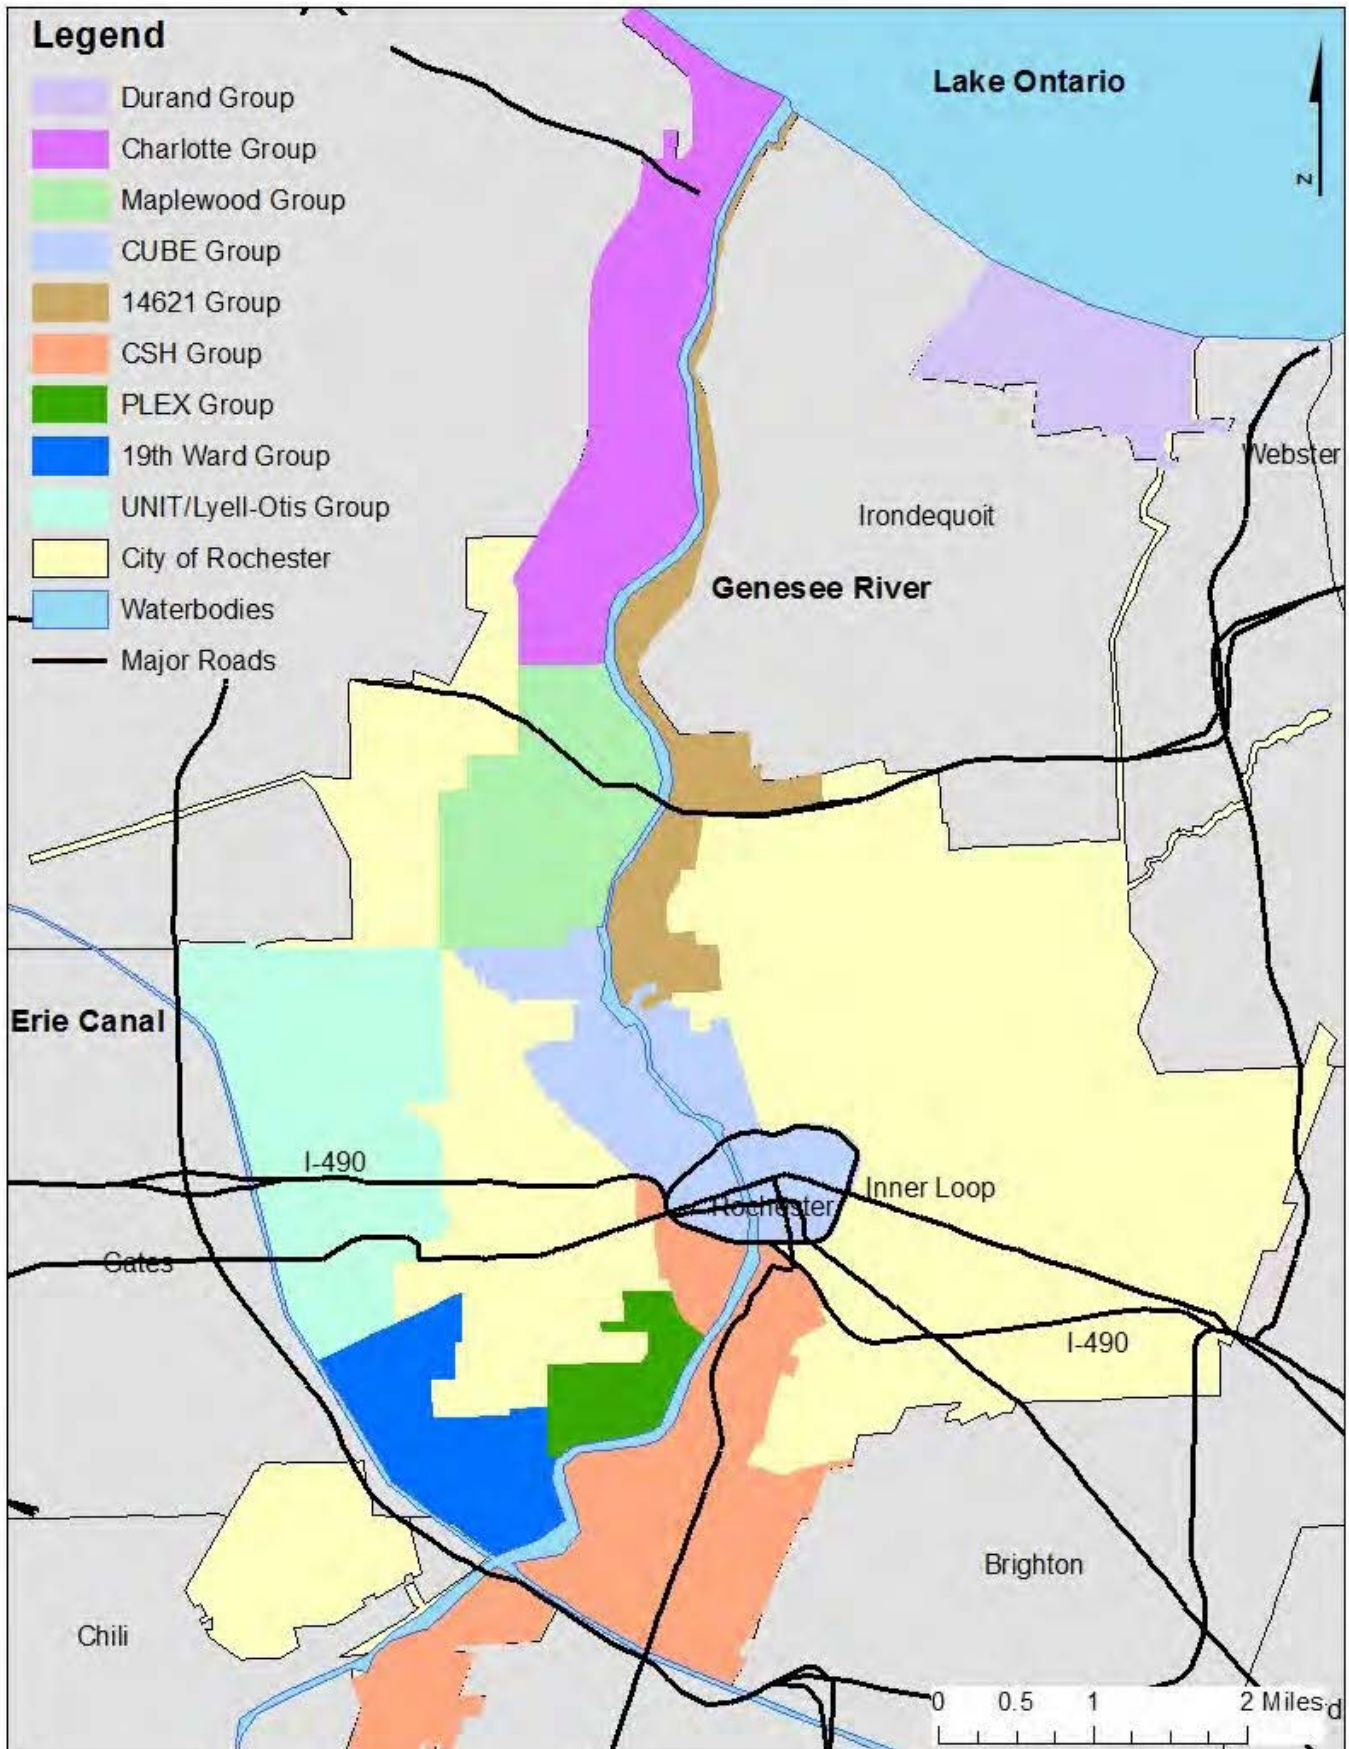 Legend
Durand Group
Charlotte Group
Maplewood Group
CUBE Group
14621 Group
CSH Group
PLEX Group
19th Ward Group
UNIT/Lyell-Otis Group
City of Rochester
Waterbodies
Major Roads
Lake Ontario
N
Webster
Irondequoit
Genesee River
Erie Canal
I-490
Inner Loop
Rochester
Gates
I-490
Brighton
Chili
0 0.5 1 2 Miles